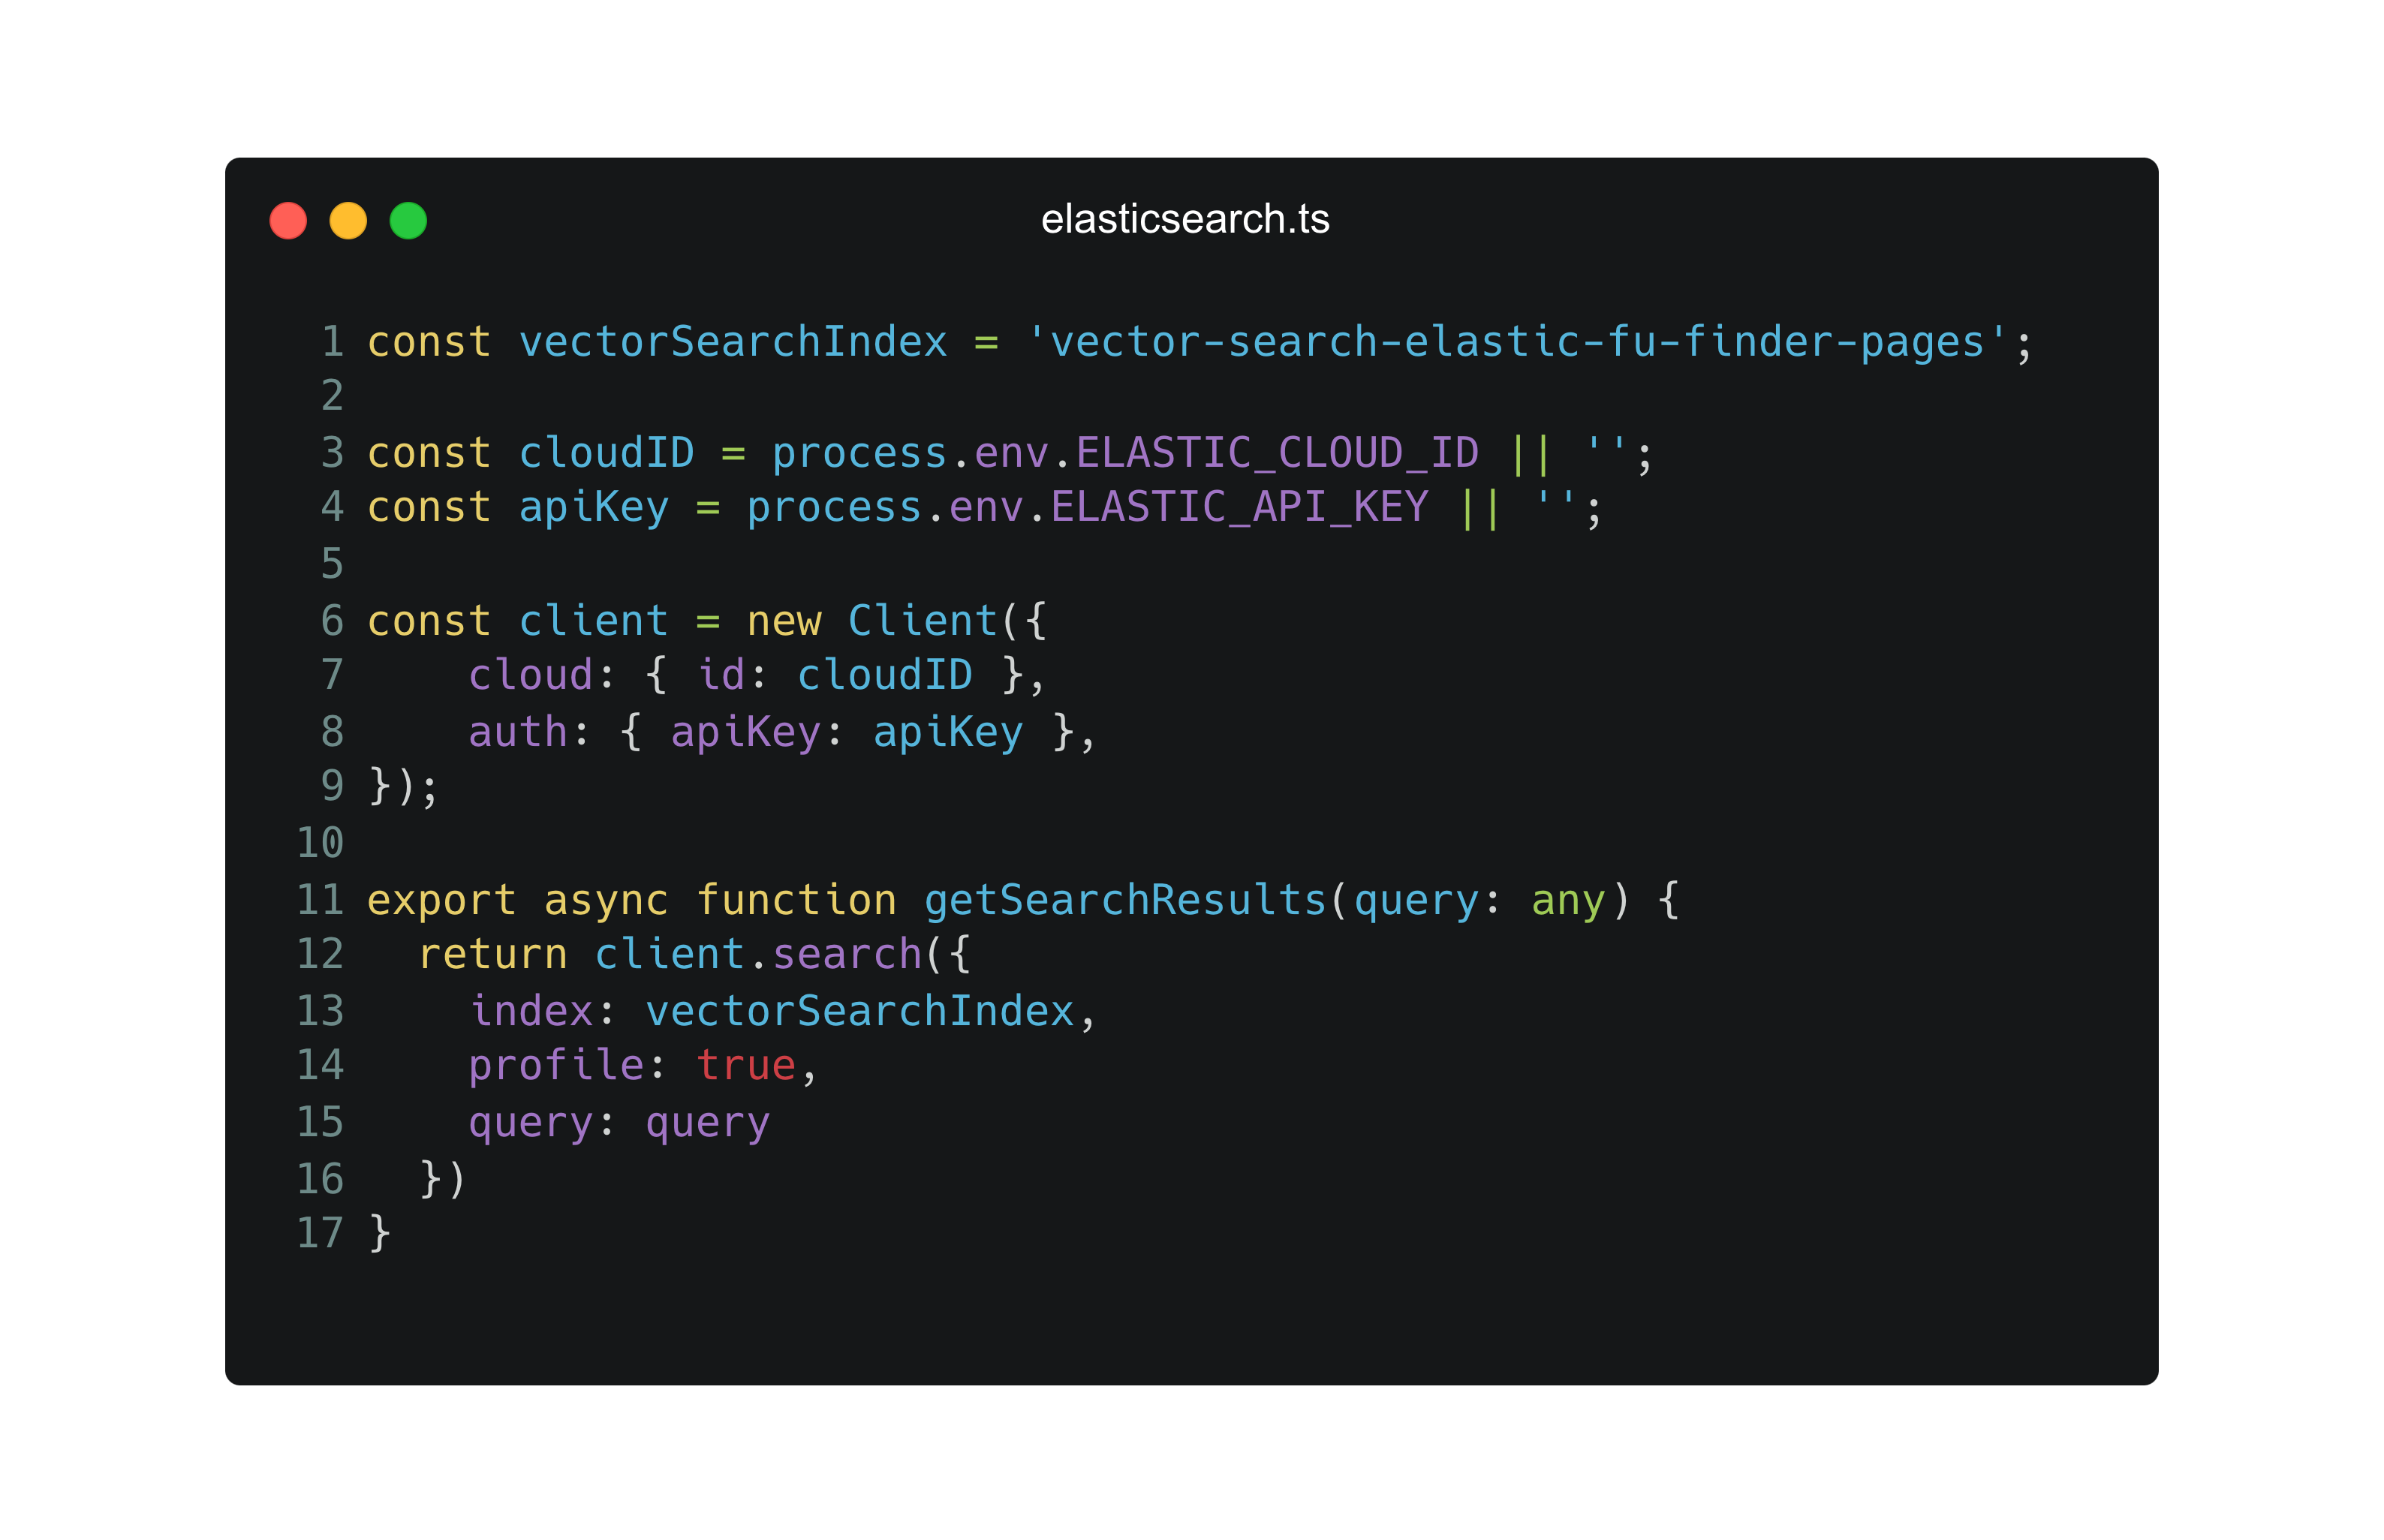 elasticsearch.ts
1 const vectorSearchIndex = 'vector-search-elastic-fu-finder-pages';
2
3 const cloudID = process.env.ELASTIC_CLOUD_ID || '';
4 const apiKey = process.env.ELASTIC_API_KEY || '';
5
6 const client = new Client({
7     cloud: { id: cloudID },
8     auth: { apiKey: apiKey },
9 });
10
11 export async function getSearchResults(query: any) {
12   return client.search({
13     index: vectorSearchIndex,
14     profile: true,
15     query: query
16   })
17 }